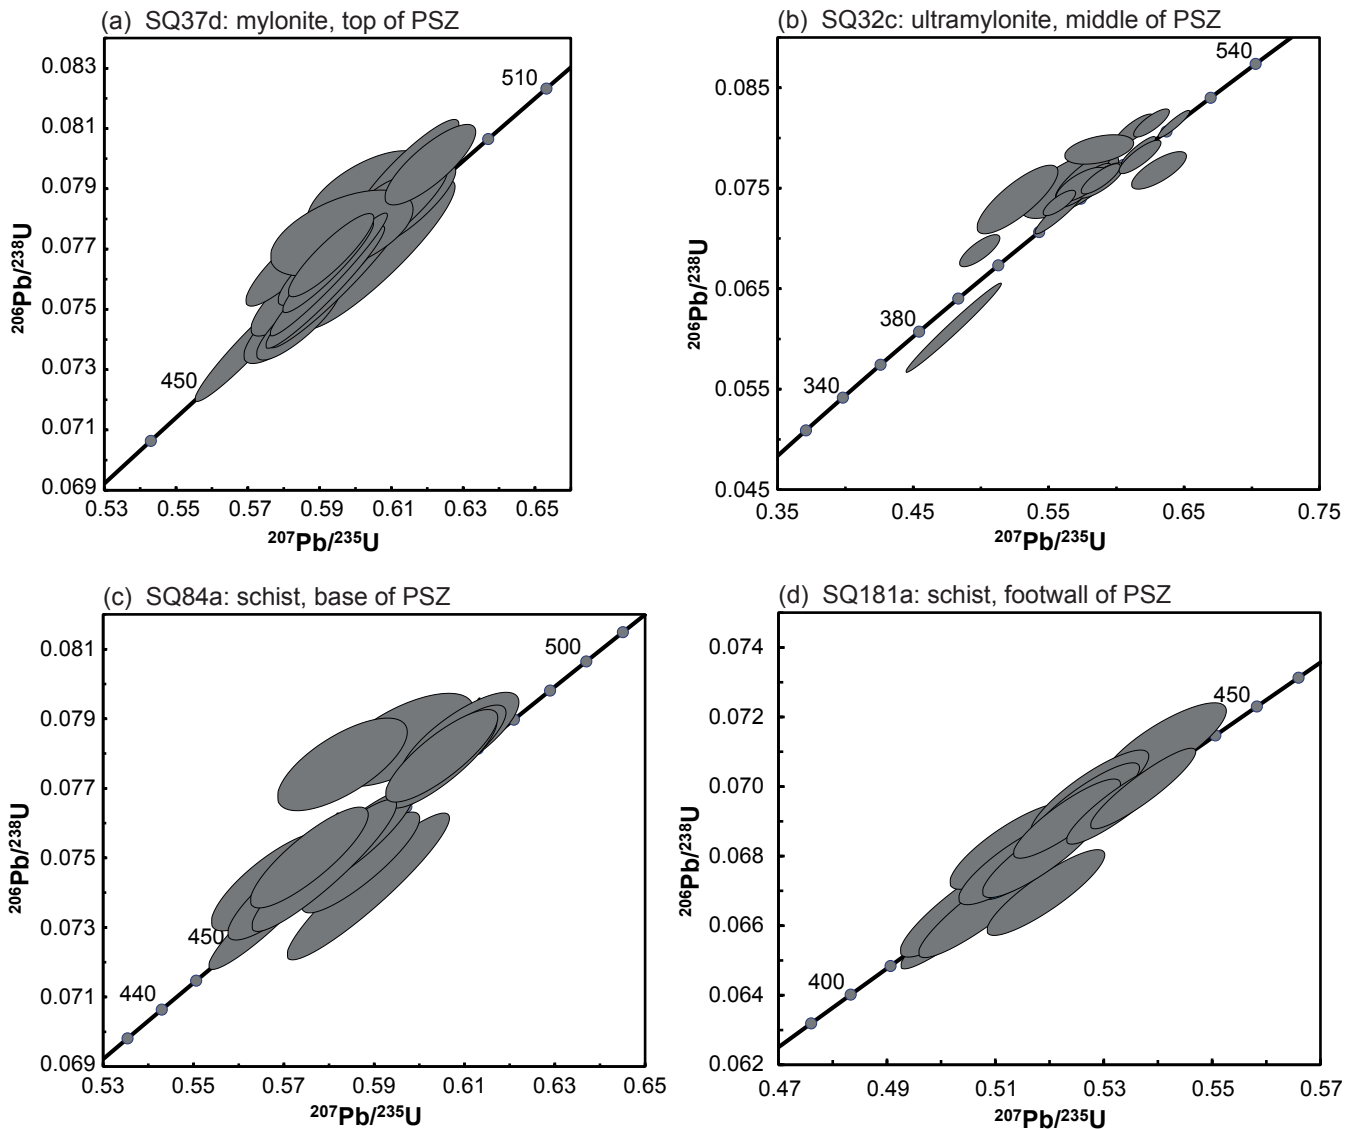 (a) SQ37d: mylonite, top of PSZ
0.083
0.081
0.079
0.077
0.075
0.073
0.071
0.069
510
450
0.53 0.55 0.57 0.59 0.61 0.63 0.65
²⁰⁷Pb/²³⁵U
²⁰⁶Pb/²³⁸U
(b) SQ32c: ultramylonite, middle of PSZ
0.085
0.075
0.065
0.055
0.045
540
380
340
0.35 0.45 0.55 0.65 0.75
²⁰⁷Pb/²³⁵U
²⁰⁶Pb/²³⁸U
(c) SQ84a: schist, base of PSZ
0.081
0.079
0.077
0.075
0.073
0.071
0.069
500
450
440
0.53 0.55 0.57 0.59 0.61 0.63 0.65
²⁰⁷Pb/²³⁵U
²⁰⁶Pb/²³⁸U
(d) SQ181a: schist, footwall of PSZ
0.074
0.072
0.070
0.068
0.066
0.064
0.062
450
400
0.47 0.49 0.51 0.53 0.55 0.57
²⁰⁷Pb/²³⁵U
²⁰⁶Pb/²³⁸U